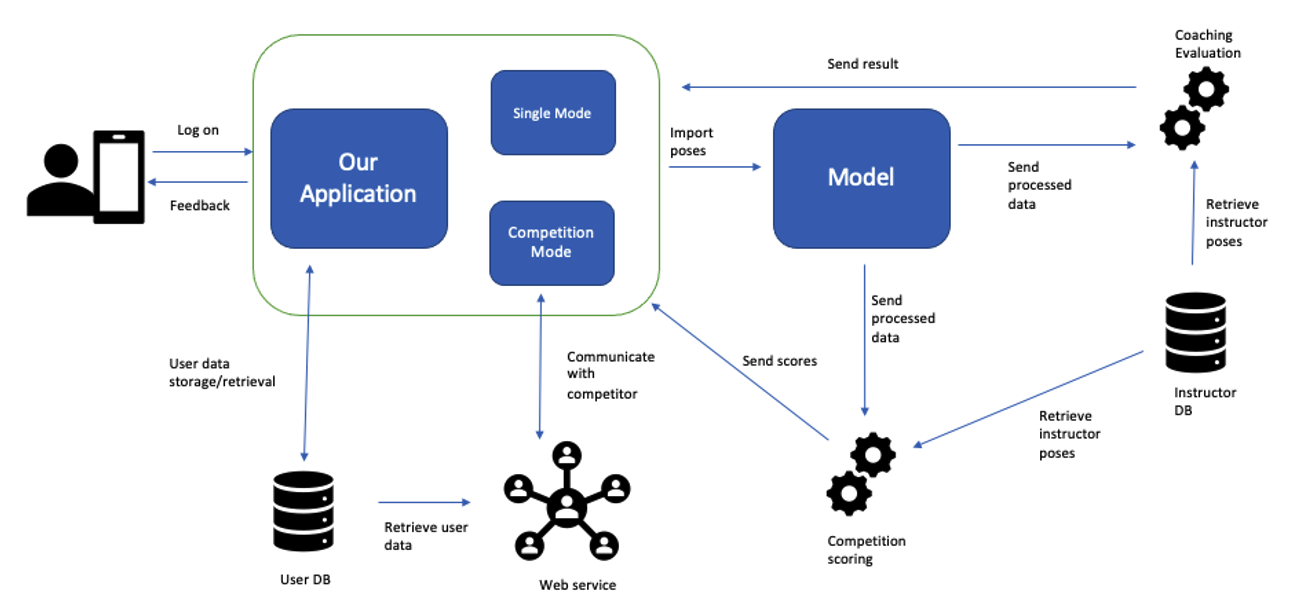 Coaching
Evaluation
Send result
Single Mode
Log on
Import
poses
Our
Application
Model
Send
processed
data
Feedback
Retrieve
instructor
poses
Competition
Mode
Send
processed
data
User data
storage/retrieval
Communicate
with
competitor
Send scores
Instructor
DB
Retrieve
instructor
poses
Retrieve user
data
Competition
scoring
User DB
Web service